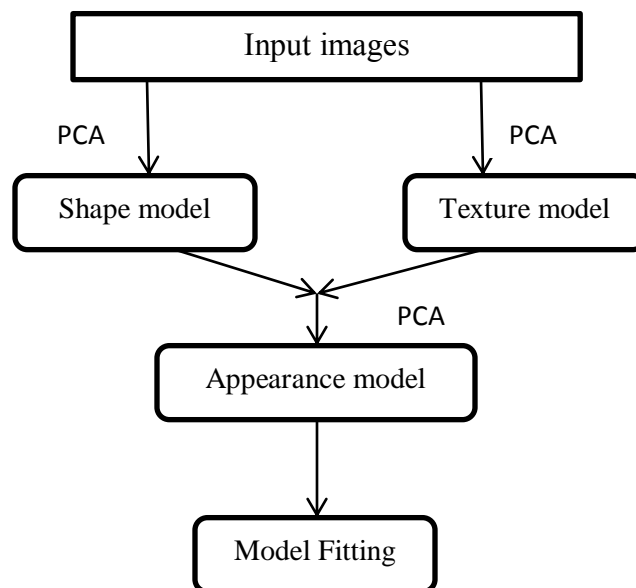 Input images
PCA
PCA
Shape model
Texture model
PCA
Appearance model
Model Fitting